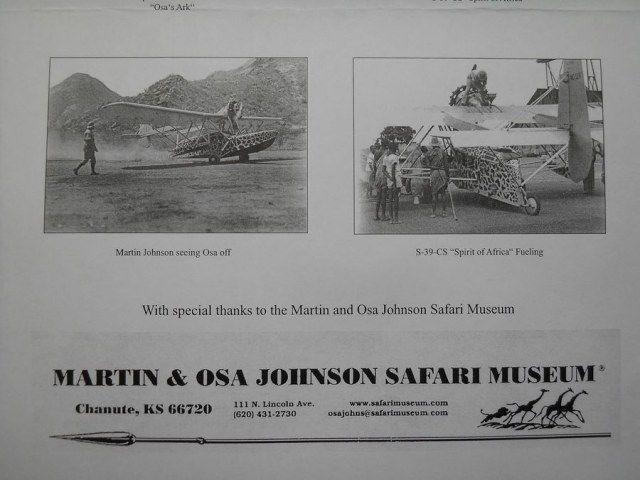 "Osa's Ark"
Martin Johnson seeing Osa off
S-39-CS "Spirit of Africa" Fueling
With special thanks to the Martin and Osa Johnson Safari Museum
MARTIN & OSA JOHNSON SAFARI MUSEUM®
Chanute, KS 66720
111 N. Lincoln Ave.
(620) 431-2730
www.safarimuseum.com
osajohns@safarimuseum.com